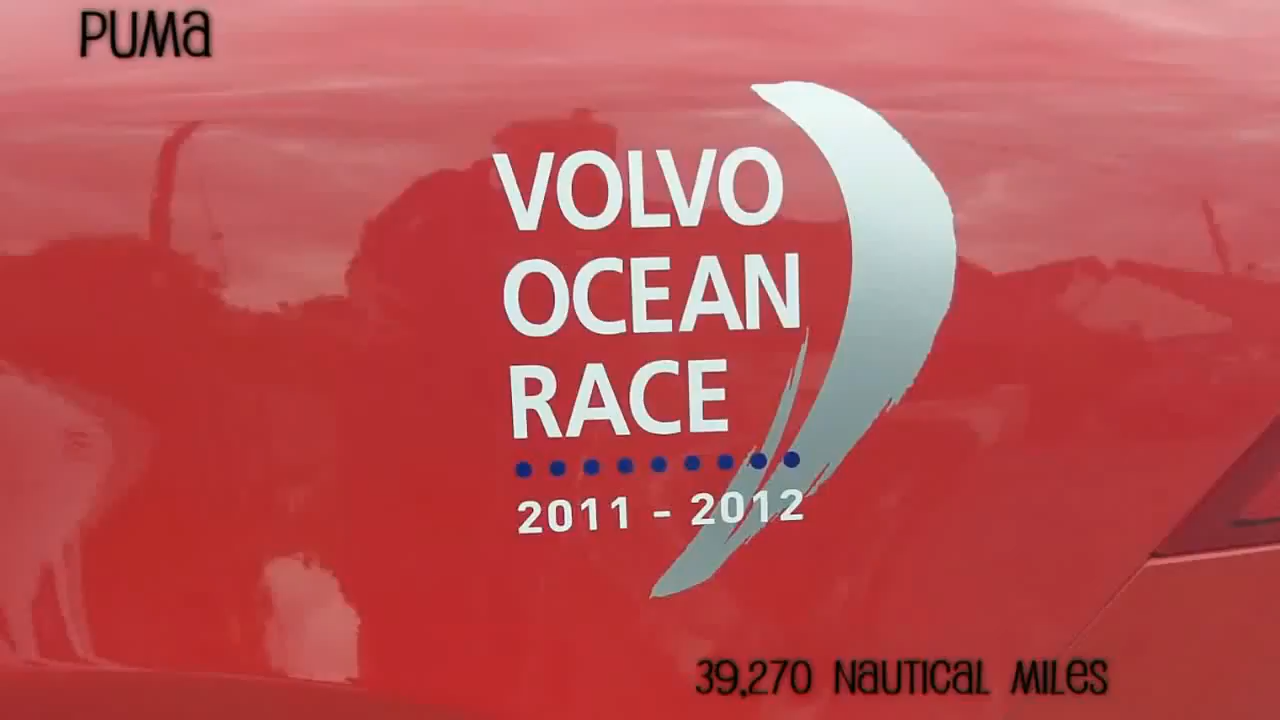 PUMA
VOLVO
OCEAN
RACE
2011 - 2012
39,270 NAUTICAL MILES